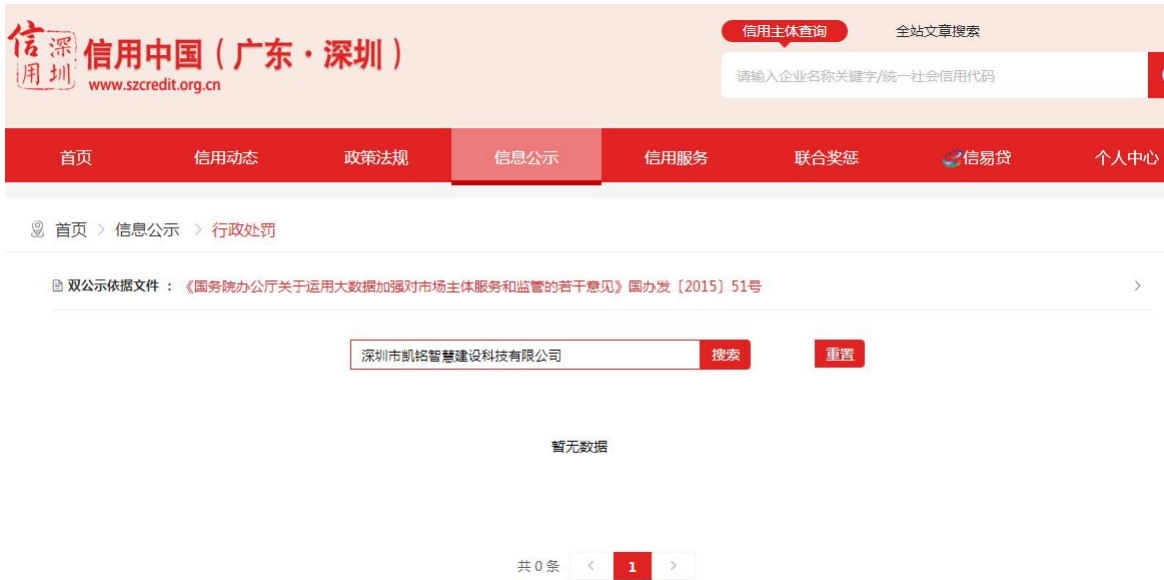 信用深圳
信用中国（广东·深圳）
www.szcredit.org.cn
信用主体查询 全站文章搜索
请输入企业名称关键字/统一社会信用代码
首页 信用动态 政策法规 信息公示 信用服务 联合奖惩 信易贷 个人中心
首页 > 信息公示 > 行政处罚
双公示依据文件 ： 《国务院办公厅关于运用大数据加强对市场主体服务和监管的若干意见》国办发〔2015〕51号 >
深圳市凯铭智慧建设科技有限公司 搜索 重置
暂无数据
共 0 条 < 1 >